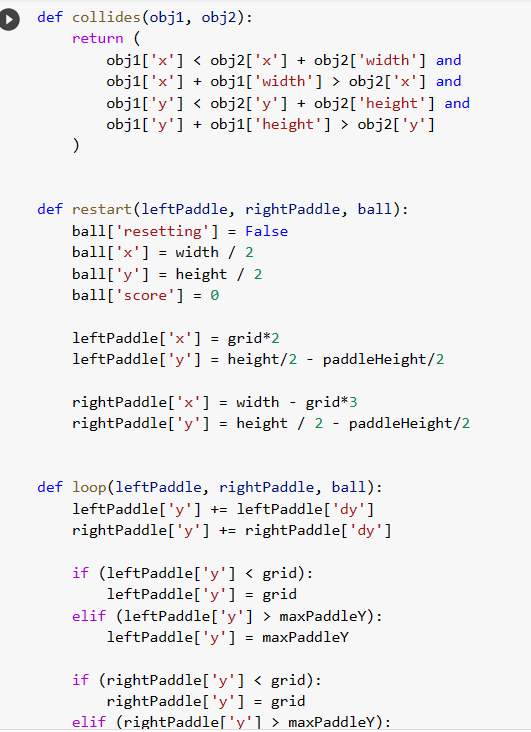 def collides(obj1, obj2):
    return (
        obj1['x'] < obj2['x'] + obj2['width'] and
        obj1['x'] + obj1['width'] > obj2['x'] and
        obj1['y'] < obj2['y'] + obj2['height'] and
        obj1['y'] + obj1['height'] > obj2['y']
    )
def restart(leftPaddle, rightPaddle, ball):
    ball['resetting'] = False
    ball['x'] = width / 2
    ball['y'] = height / 2
    ball['score'] = 0
    leftPaddle['x'] = grid*2
    leftPaddle['y'] = height/2 - paddleHeight/2
    rightPaddle['x'] = width - grid*3
    rightPaddle['y'] = height / 2 - paddleHeight/2
def loop(leftPaddle, rightPaddle, ball):
    leftPaddle['y'] += leftPaddle['dy']
    rightPaddle['y'] += rightPaddle['dy']
    if (leftPaddle['y'] < grid):
        leftPaddle['y'] = grid
    elif (leftPaddle['y'] > maxPaddleY):
        leftPaddle['y'] = maxPaddleY
    if (rightPaddle['y'] < grid):
        rightPaddle['y'] = grid
    elif (rightPaddle['y'] > maxPaddleY):